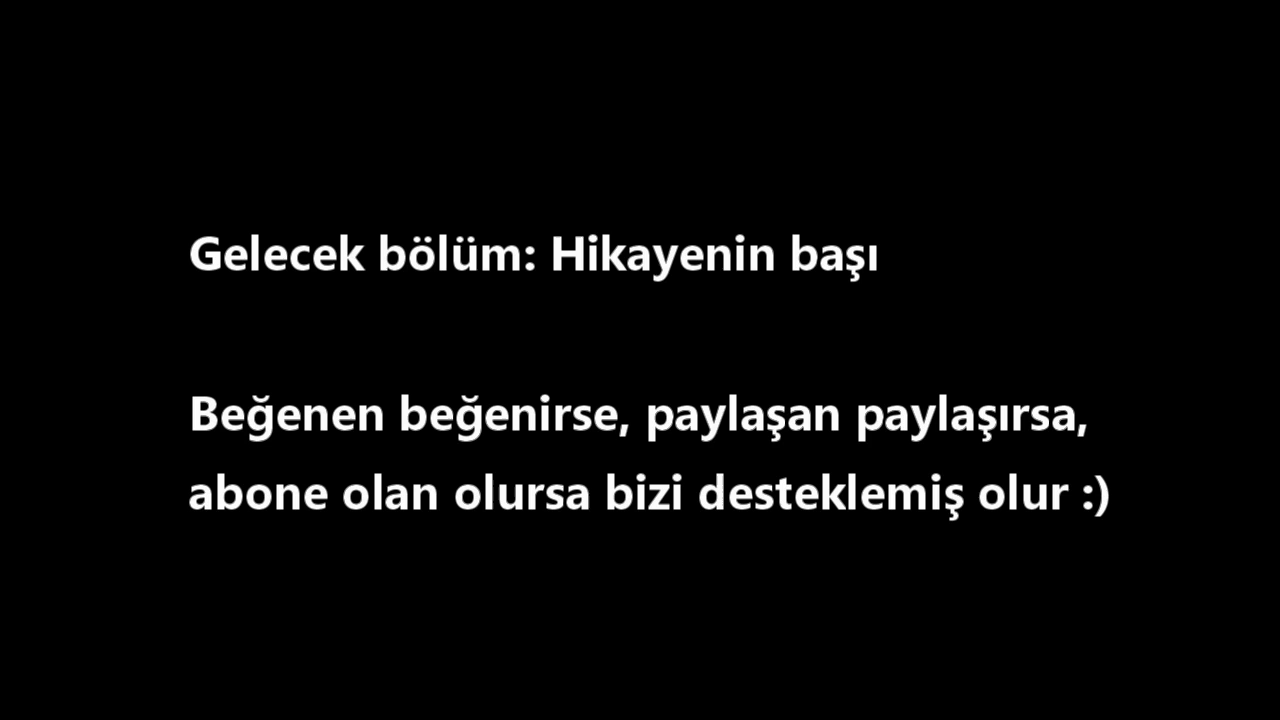 Gelecek bölüm: Hikayenin başı
Beğenen beğenirse, paylaşan paylaşırsa,
abone olan olursa bizi desteklemiş olur :)